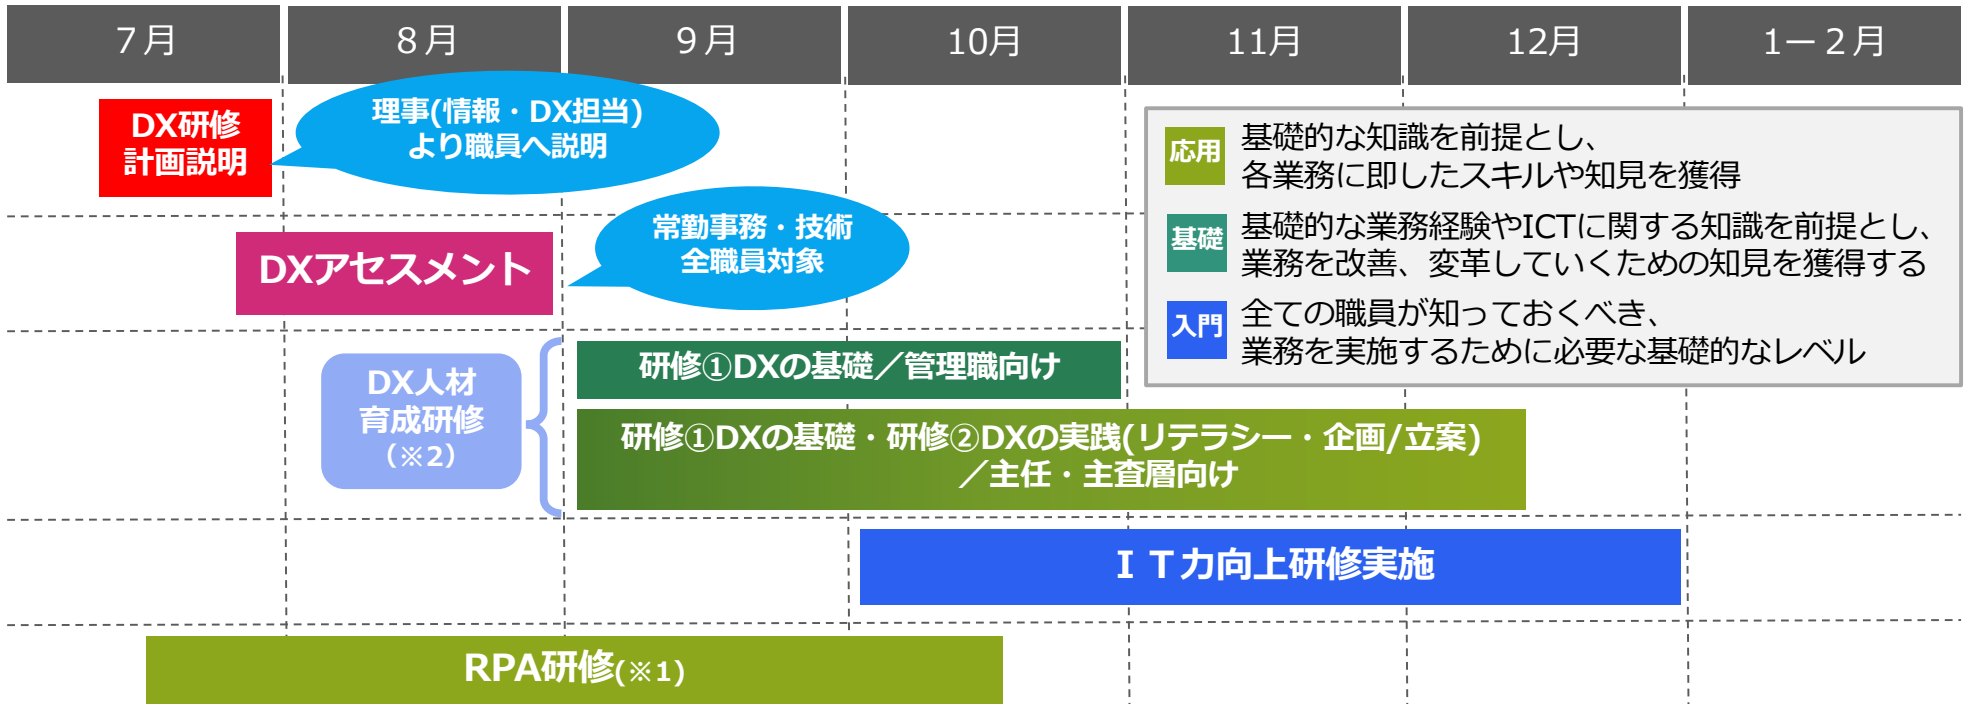 ７月
８月
９月
10月
11月
12月
1ー２月
DX研修
計画説明
理事(情報・DX担当)
より職員へ説明
応用
基礎的な知識を前提とし、
各業務に即したスキルや知見を獲得
基礎
基礎的な業務経験やICTに関する知識を前提とし、
業務を改善、変革していくための知見を獲得する
入門
全ての職員が知っておくべき、
業務を実施するために必要な基礎的なレベル
DXアセスメント
常勤事務・技術
全職員対象
DX人材
育成研修
（※2）
研修①DXの基礎／管理職向け
研修①DXの基礎・研修②DXの実践(リテラシー・企画/立案)
／主任・主査層向け
ＩＴ力向上研修実施
RPA研修(※1)